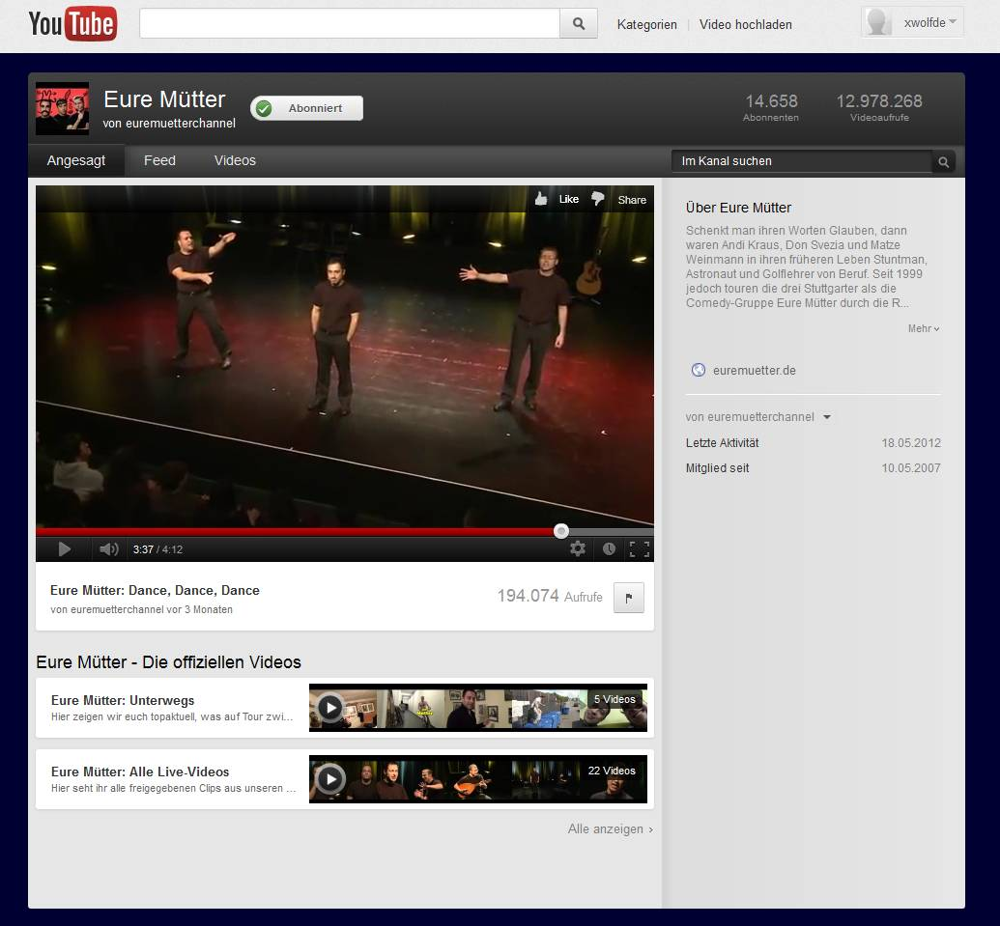 YouTube
Kategorien | Video hochladen
xwolfde
Eure Mütter
von euremuetterchannel
Abonniert
14.658
Abonnenten
12.978.268
Videoaufrufe
Angesagt Feed Videos
Im Kanal suchen
Like Share
3:37 / 4:12
Eure Mütter: Dance, Dance, Dance
von euremuetterchannel vor 3 Monaten
194.074 Aufrufe
Eure Mütter - Die offiziellen Videos
Eure Mütter: Unterwegs
Hier zeigen wir euch topaktuell, was auf Tour zwi...
5 Videos
Eure Mütter: Alle Live-Videos
Hier seht ihr alle freigegebenen Clips aus unseren ...
22 Videos
Alle anzeigen ›
Über Eure Mütter
Schenkt man ihren Worten Glauben, dann
waren Andi Kraus, Don Svezia und Matze
Weinmann in ihren früheren Leben Stuntman,
Astronaut und Golflehrer von Beruf. Seit 1999
jedoch touren die drei Stuttgarter als die
Comedy-Gruppe Eure Mütter durch die R...
Mehr
euremuetter.de
von euremuetterchannel
Letzte Aktivität 18.05.2012
Mitglied seit 10.05.2007